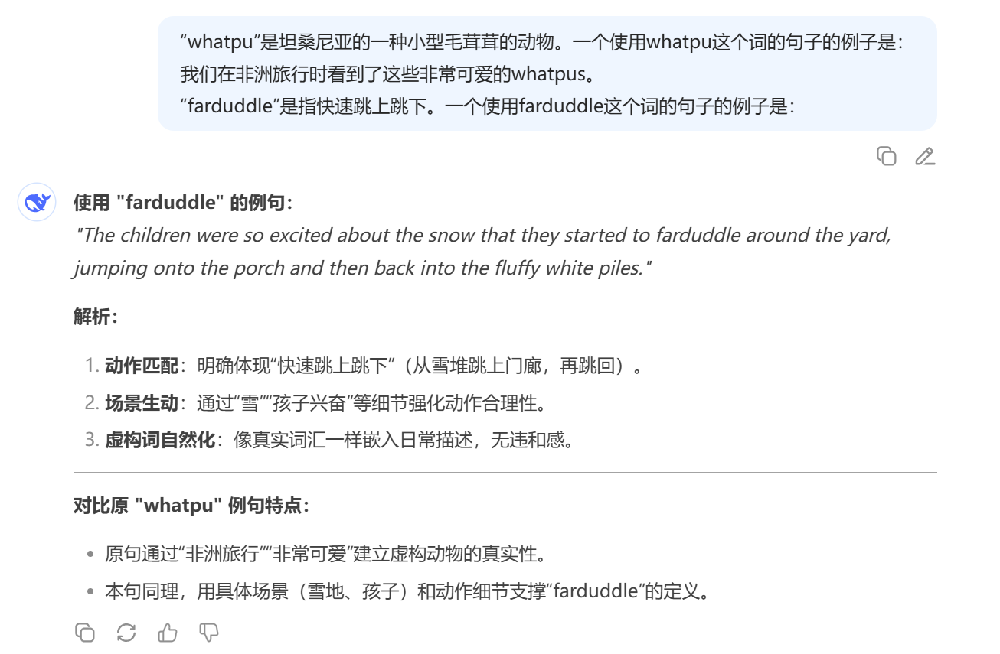 “whatpu”是坦桑尼亚的一种小型毛茸茸的动物。一个使用whatpu这个词的句子的例子是：
我们在非洲旅行时看到了这些非常可爱的whatpus。
“farduddle”是指快速跳上跳下。一个使用farduddle这个词的句子的例子是：
使用 "farduddle" 的例句：
"The children were so excited about the snow that they started to farduddle around the yard,
jumping onto the porch and then back into the fluffy white piles."
解析：
1. 动作匹配：明确体现“快速跳上跳下”（从雪堆跳上门廊，再跳回）。
2. 场景生动：通过“雪”“孩子兴奋”等细节强化动作合理性。
3. 虚构词自然化：像真实词汇一样嵌入日常描述，无违和感。
对比原 "whatpu" 例句特点：
• 原句通过“非洲旅行”“非常可爱”建立虚构动物的真实性。
• 本句同理，用具体场景（雪地、孩子）和动作细节支撑“farduddle”的定义。